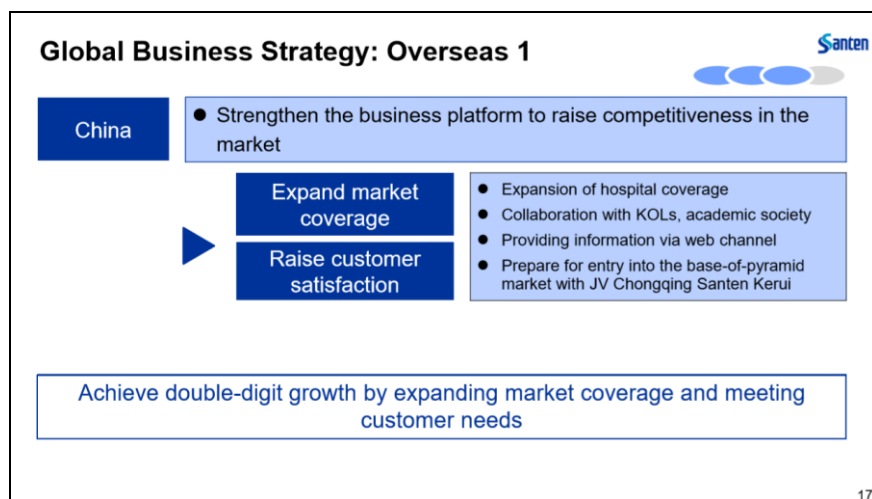 Global Business Strategy: Overseas 1
Santen
China
● Strengthen the business platform to raise competitiveness in the
market
Expand market
coverage
Raise customer
satisfaction
● Expansion of hospital coverage
● Collaboration with KOLs, academic society
● Providing information via web channel
● Prepare for entry into the base-of-pyramid
market with JV Chongqing Santen Kerui
Achieve double-digit growth by expanding market coverage and meeting
customer needs
17